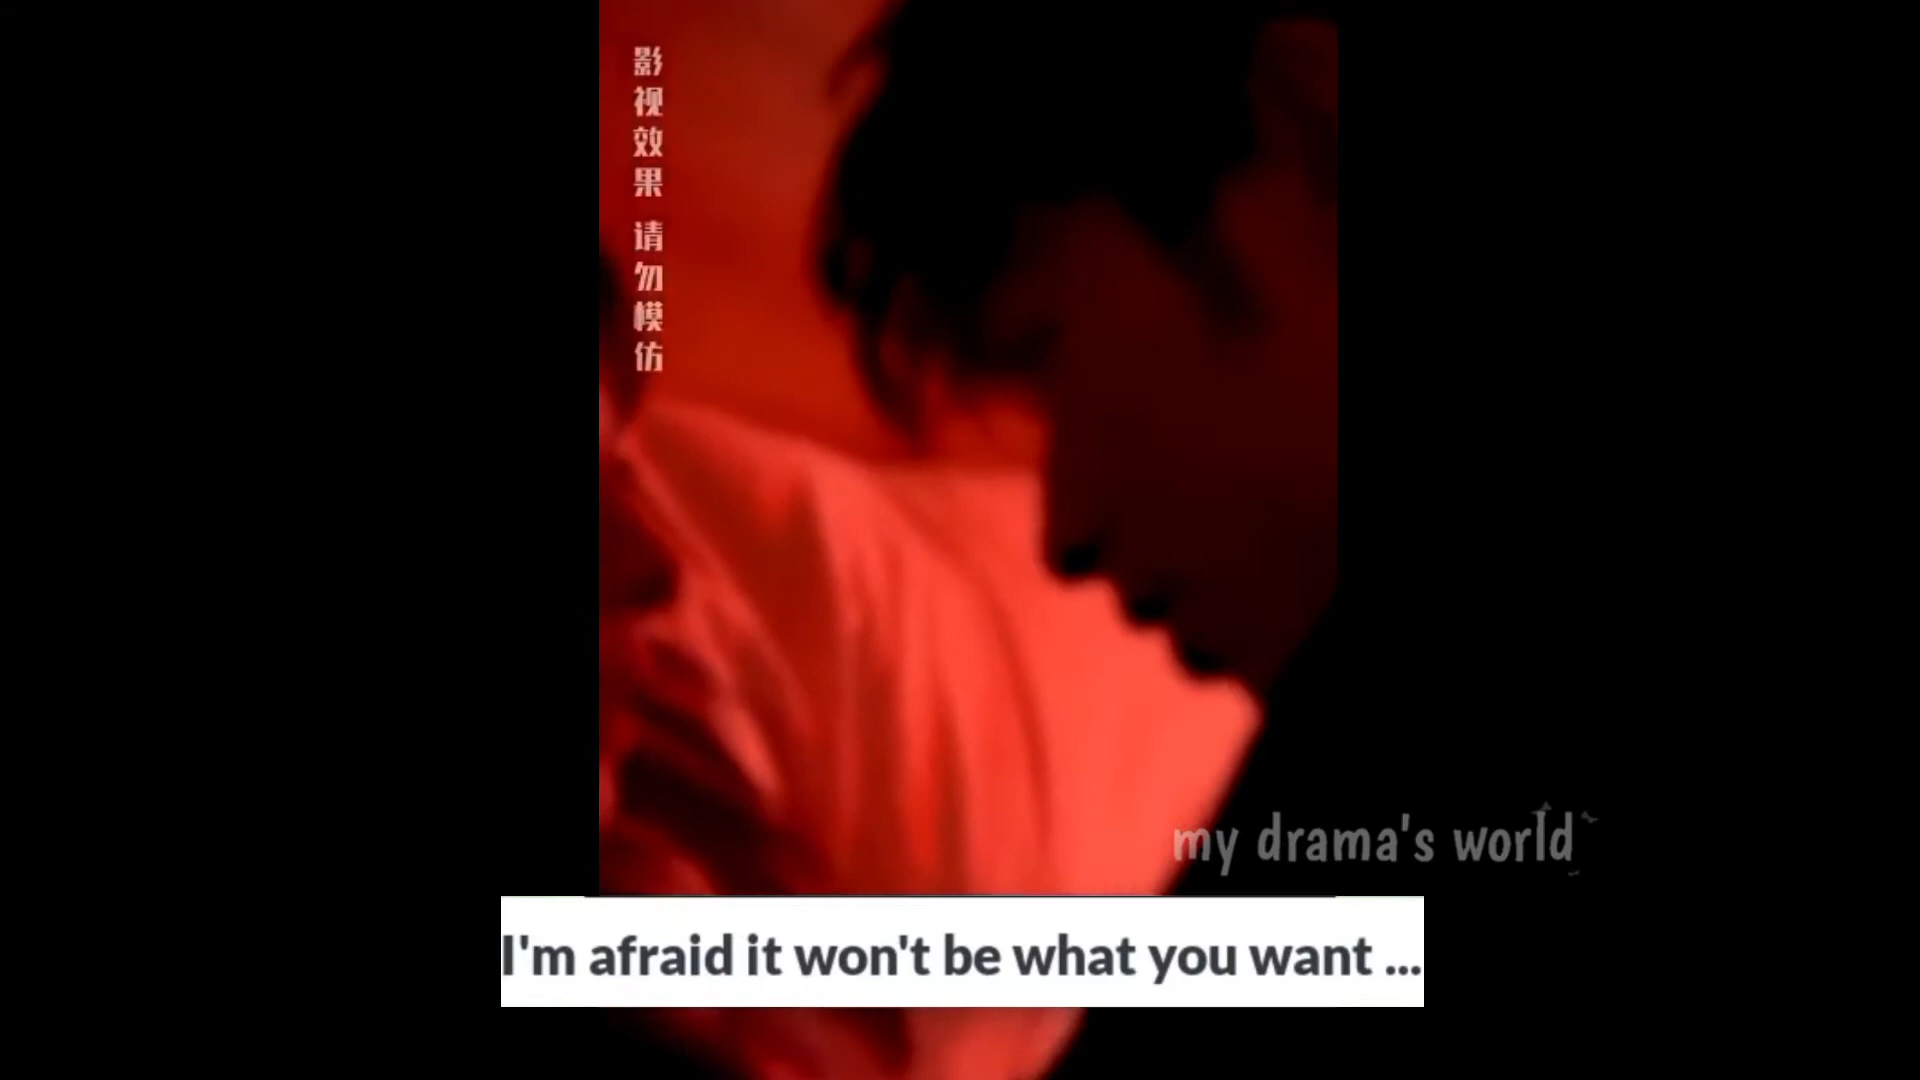 影视效果 请勿模仿
my drama's world
I'm afraid it won't be what you want ...